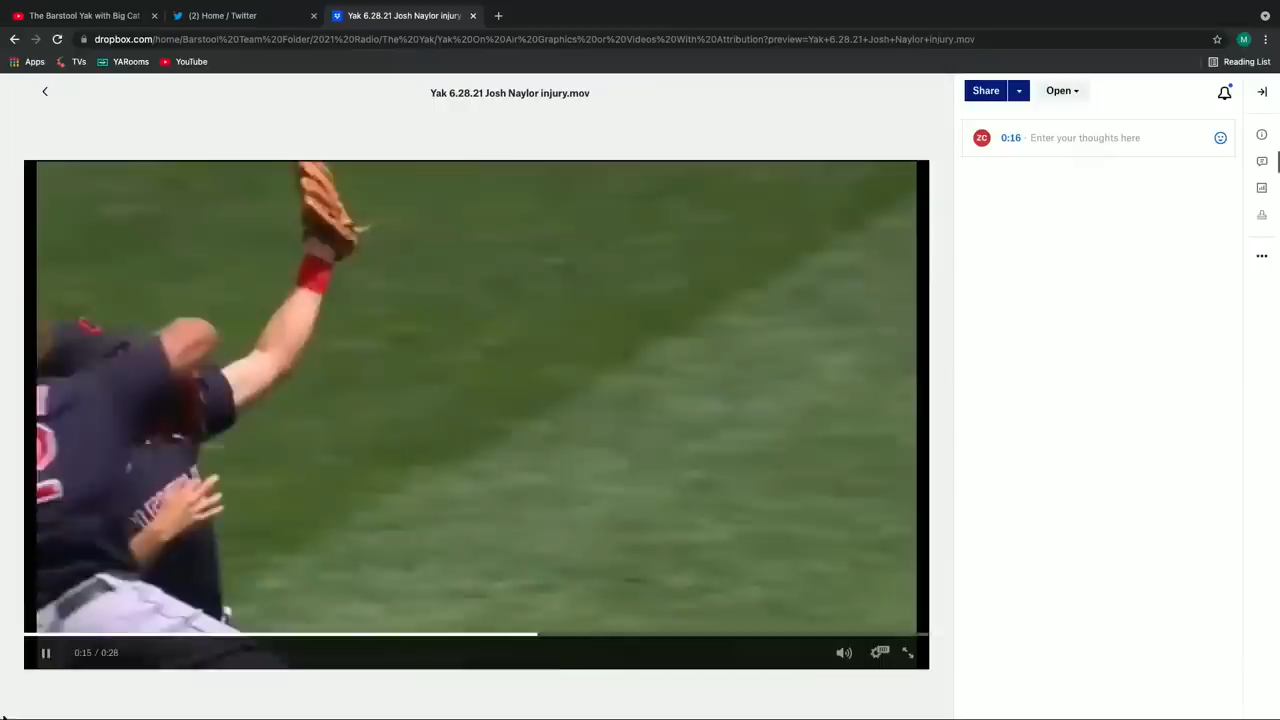 The Barstool Yak with Big Cat
(2) Home / Twitter
Yak 6.28.21 Josh Naylor injury
dropbox.com/home/Barstool%20Team%20Folder/2021%20Radio/The%20Yak/Yak%20On%20Air%20Graphics%20or%20Videos%20With%20Attribution?preview=Yak+6.28.21+Josh+Naylor+injury.mov
M
Apps
TVs
YARooms
YouTube
Reading List
Yak 6.28.21 Josh Naylor injury.mov
Share
Open
ZC
0:16
Enter your thoughts here
0:15 / 0:28
HD